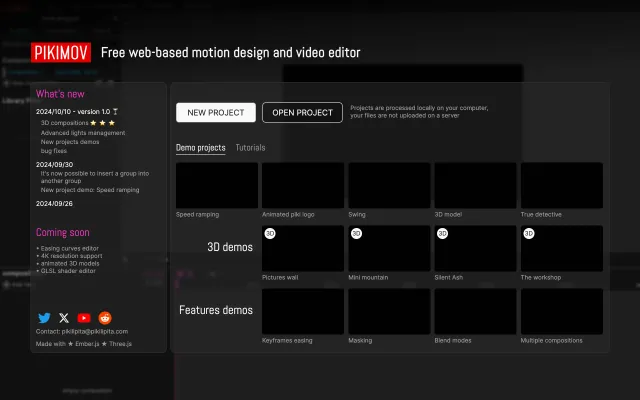 PIKIMOV Free web-based motion design and video editor
What's new
2024/10/10 - version 1.0 🍸
3D compositions ★ ★ ★
Advanced lights management
New projects demos
bug fixes
2024/09/30
It's now possible to insert a group into
another group
New project demo: Speed ramping
2024/09/26
Coming soon
• Easing curves editor
• 4K resolution support
• animated 3D models
• GLSL shader editor
Contact: pikilipita@pikilipita.com
Made with ★ Ember.js ★ Three.js
NEW PROJECT
OPEN PROJECT
Projects are processed locally on your computer,
your files are not uploaded on a server
Demo projects Tutorials
Speed ramping
Animated piki logo
Swing
3D model
True detective
3D demos
3D
Pictures wall
3D
Mini mountain
3D
Silent Ash
3D
The workshop
Features demos
Keyframes easing
Masking
Blend modes
Multiple compositions